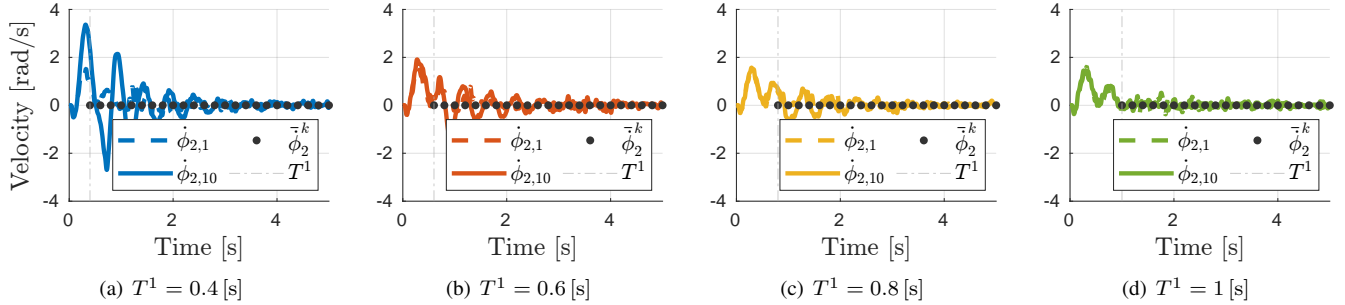 Velocity [rad/s]
4
2
0
-2
-4
0 2 4
Time [s]
φ̇₂,₁
φ̇₂,₁₀
φ̄̇₂ᵏ
T¹
(a) T¹ = 0.4 [s]
4
2
0
-2
-4
0 2 4
Time [s]
φ̇₂,₁
φ̇₂,₁₀
φ̄̇₂ᵏ
T¹
(b) T¹ = 0.6 [s]
4
2
0
-2
-4
0 2 4
Time [s]
φ̇₂,₁
φ̇₂,₁₀
φ̄̇₂ᵏ
T¹
(c) T¹ = 0.8 [s]
4
2
0
-2
-4
0 2 4
Time [s]
φ̇₂,₁
φ̇₂,₁₀
φ̄̇₂ᵏ
T¹
(d) T¹ = 1 [s]